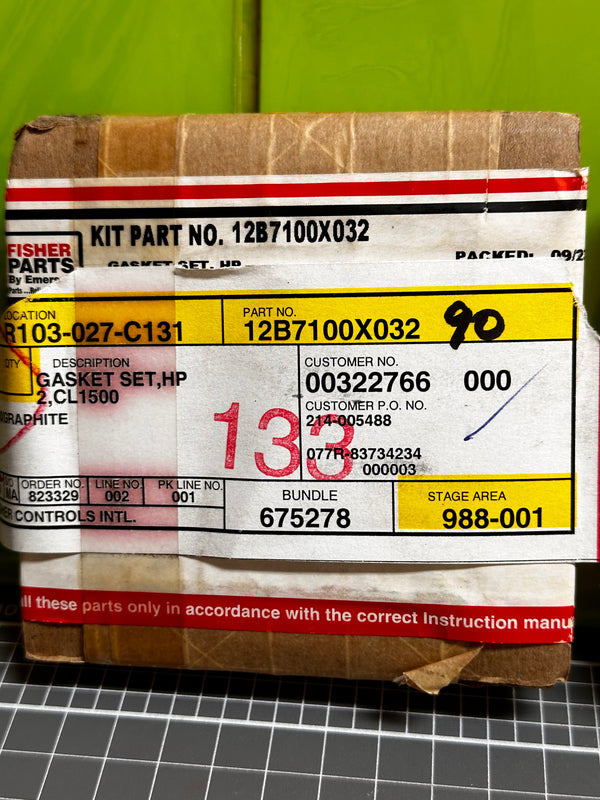 KIT PART NO. 12B7100X032
FISHER
PARTS
By Emers
Parts ...
GASKET SET, HP
PACKED: 09/2
LOCATION
R103-027-C131
PART NO.
12B7100X032
90
QTY
DESCRIPTION
GASKET SET,HP
2,CL1500
GRAPHITE
CUSTOMER NO.
00322766 000
CUSTOMER P.O. NO.
214-005488
133
077R-83734234
000003
NA
ORDER NO.
823329
LINE NO.
002
PK LINE NO.
001
ER CONTROLS INTL.
BUNDLE
675278
STAGE AREA
988-001
all these parts only in accordance with the correct Instruction manu